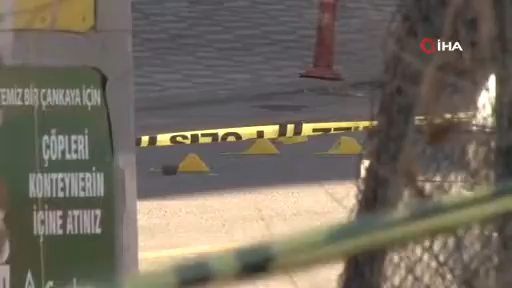 İHA
TEMİZ BİR ÇANKAYA İÇİN
ÇÖPLERİ
KONTEYNERİN
İÇİNE ATINIZ